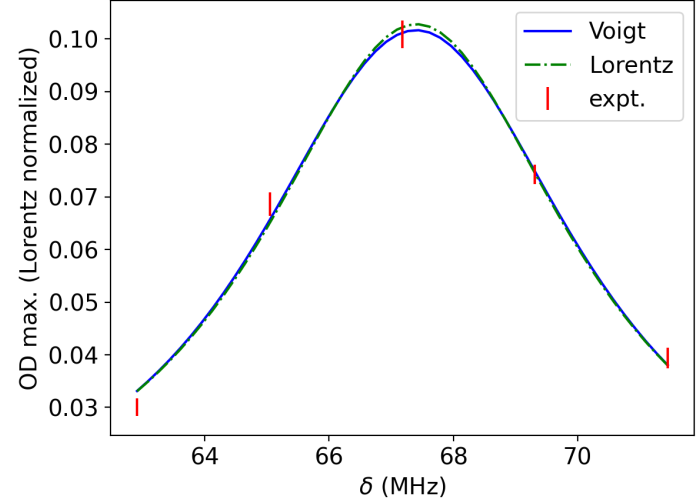 OD max. (Lorentz normalized)
0.10
0.09
0.08
0.07
0.06
0.05
0.04
0.03
Voigt
Lorentz
expt.
64 66 68 70
δ (MHz)